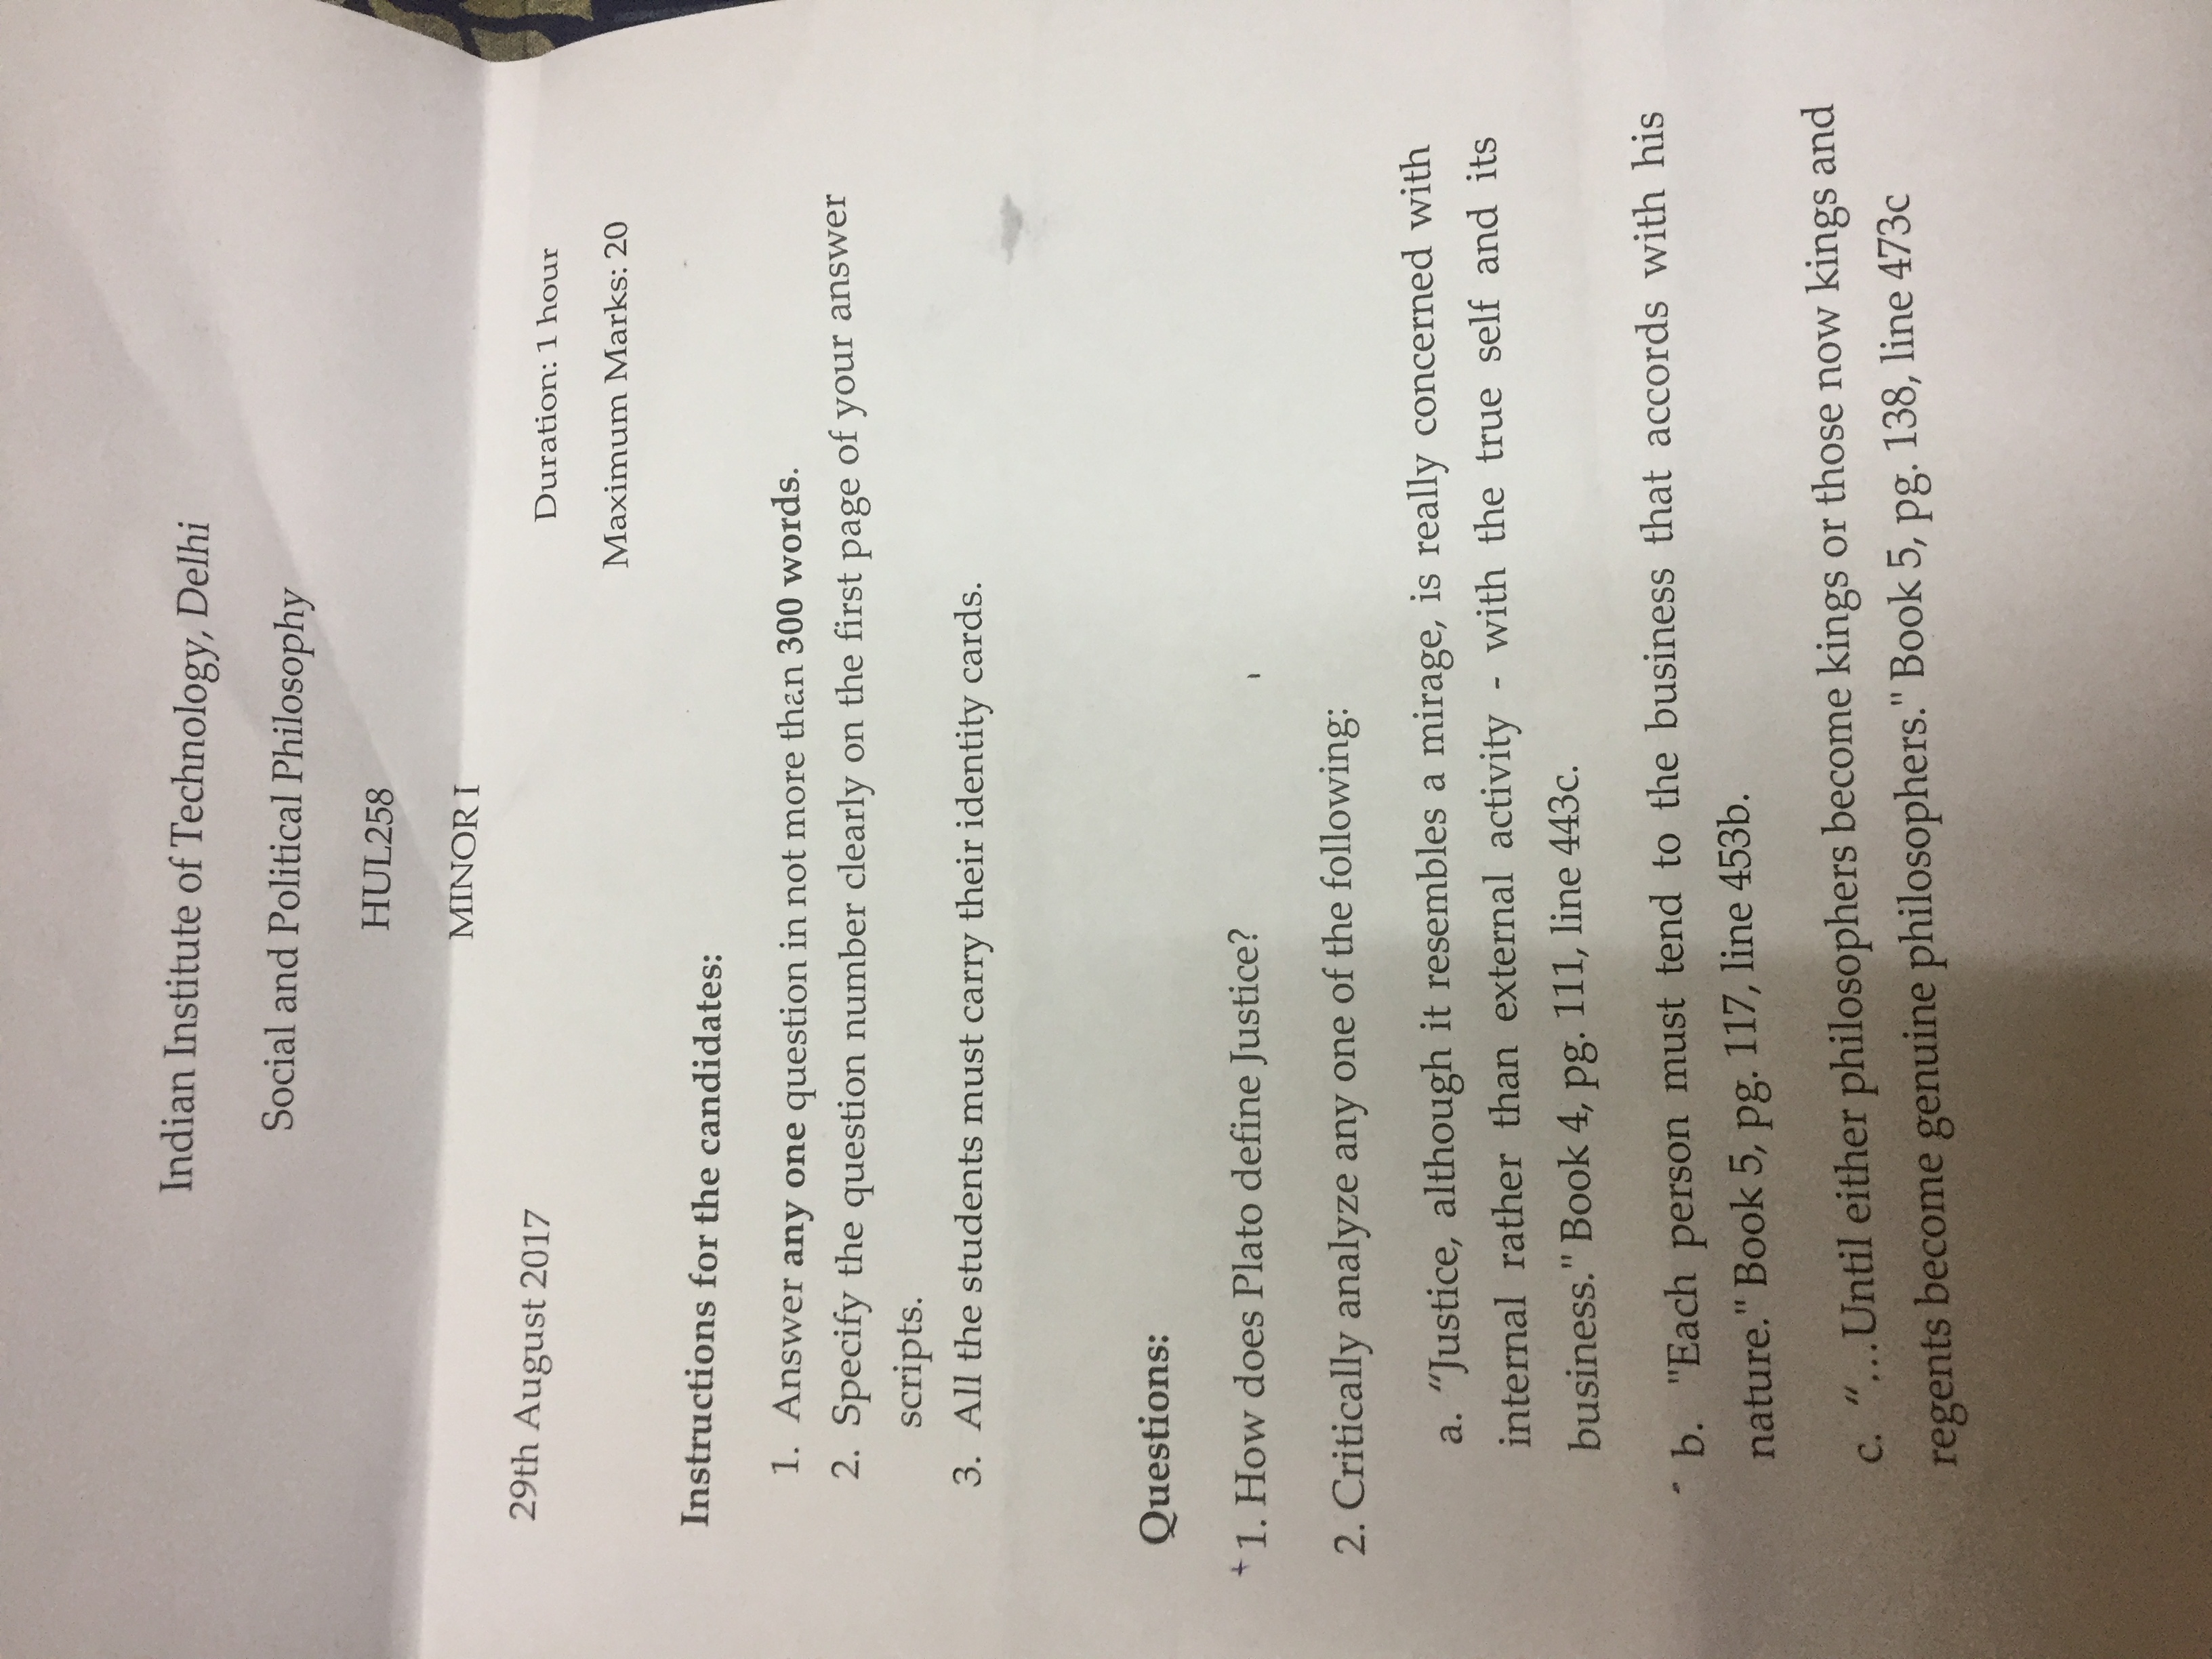 Indian Institute of Technology, Delhi
Social and Political Philosophy
HUL258
MINOR I
29th August 2017
Duration: 1 hour
Maximum Marks: 20
Instructions for the candidates:
1. Answer any one question in not more than 300 words.
2. Specify the question number clearly on the first page of your answer
scripts.
3. All the students must carry their identity cards.
Questions:
+ 1. How does Plato define Justice?
2. Critically analyze any one of the following:
a. “Justice, although it resembles a mirage, is really concerned with
internal rather than external activity - with the true self and its
business." Book 4, pg. 111, line 443c.
b. "Each person must tend to the business that accords with his
nature." Book 5, pg. 117, line 453b.
c. “...Until either philosophers become kings or those now kings and
regents become genuine philosophers." Book 5, pg. 138, line 473c